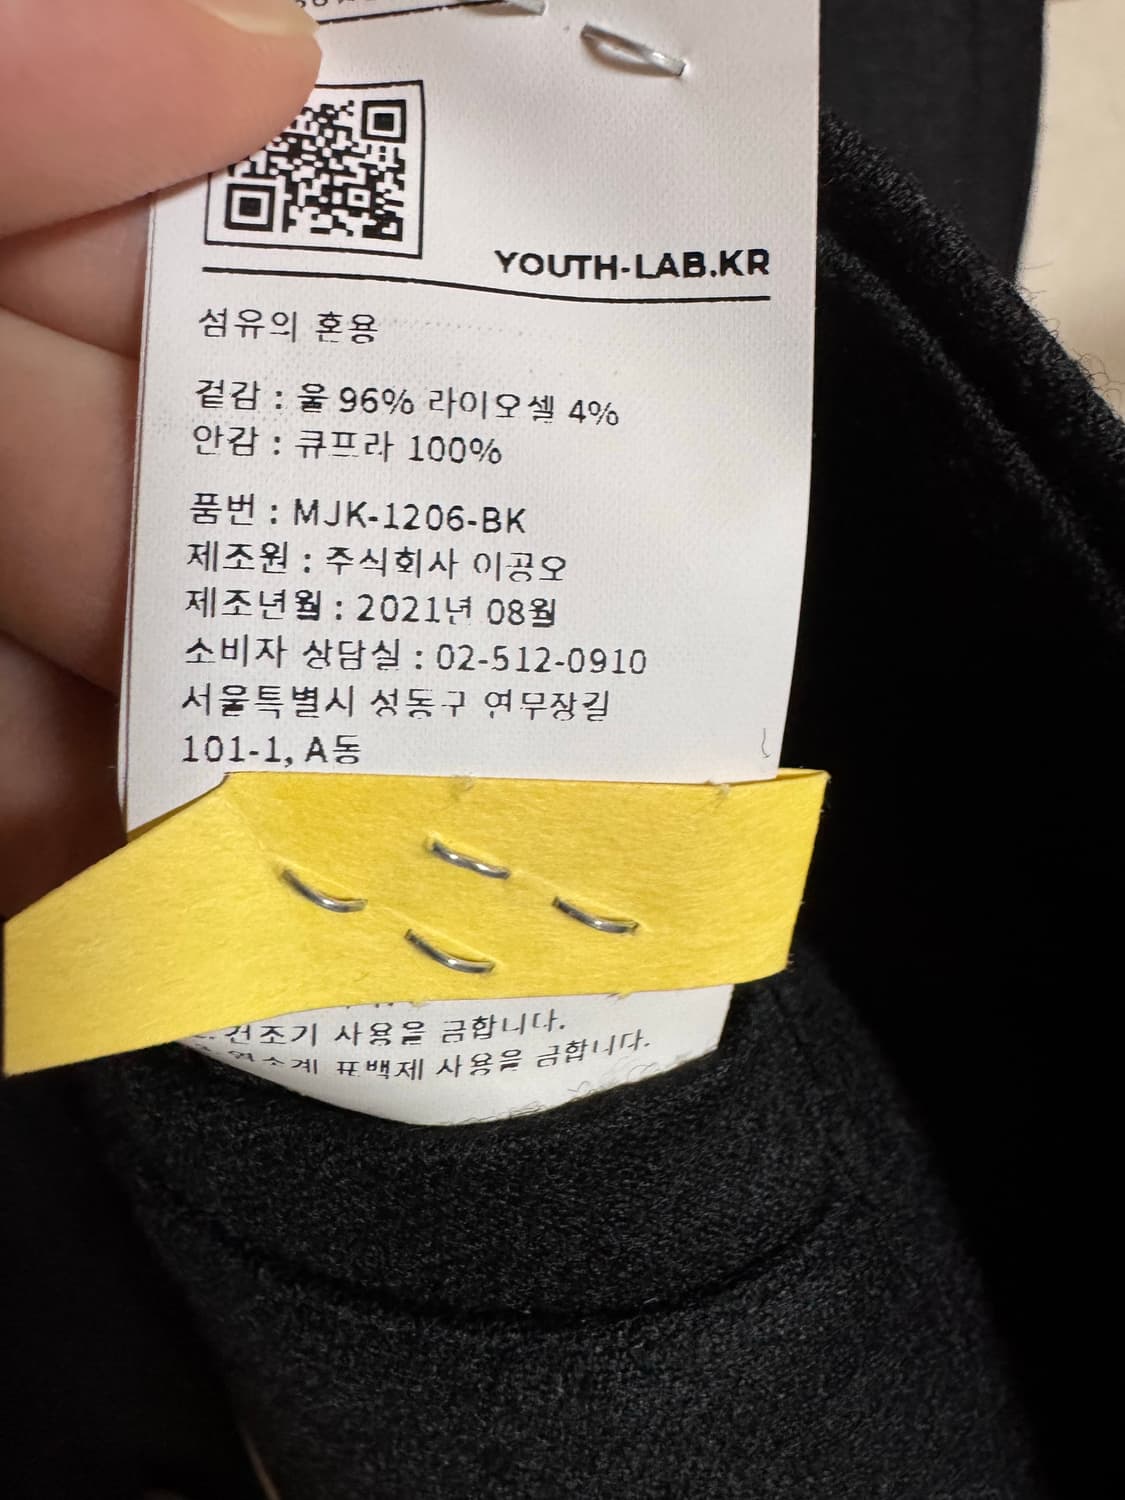 YOUTH-LAB.KR
섬유의 혼용
겉감 : 울 96% 라이오셀 4%
안감 : 큐프라 100%
품번 : MJK-1206-BK
제조원 : 주식회사 이공오
제조년월 : 2021년 08월
소비자 상담실 : 02-512-0910
서울특별시 성동구 연무장길
101-1, A동
건조기 사용을 금합니다.
염소계 표백제 사용을 금합니다.